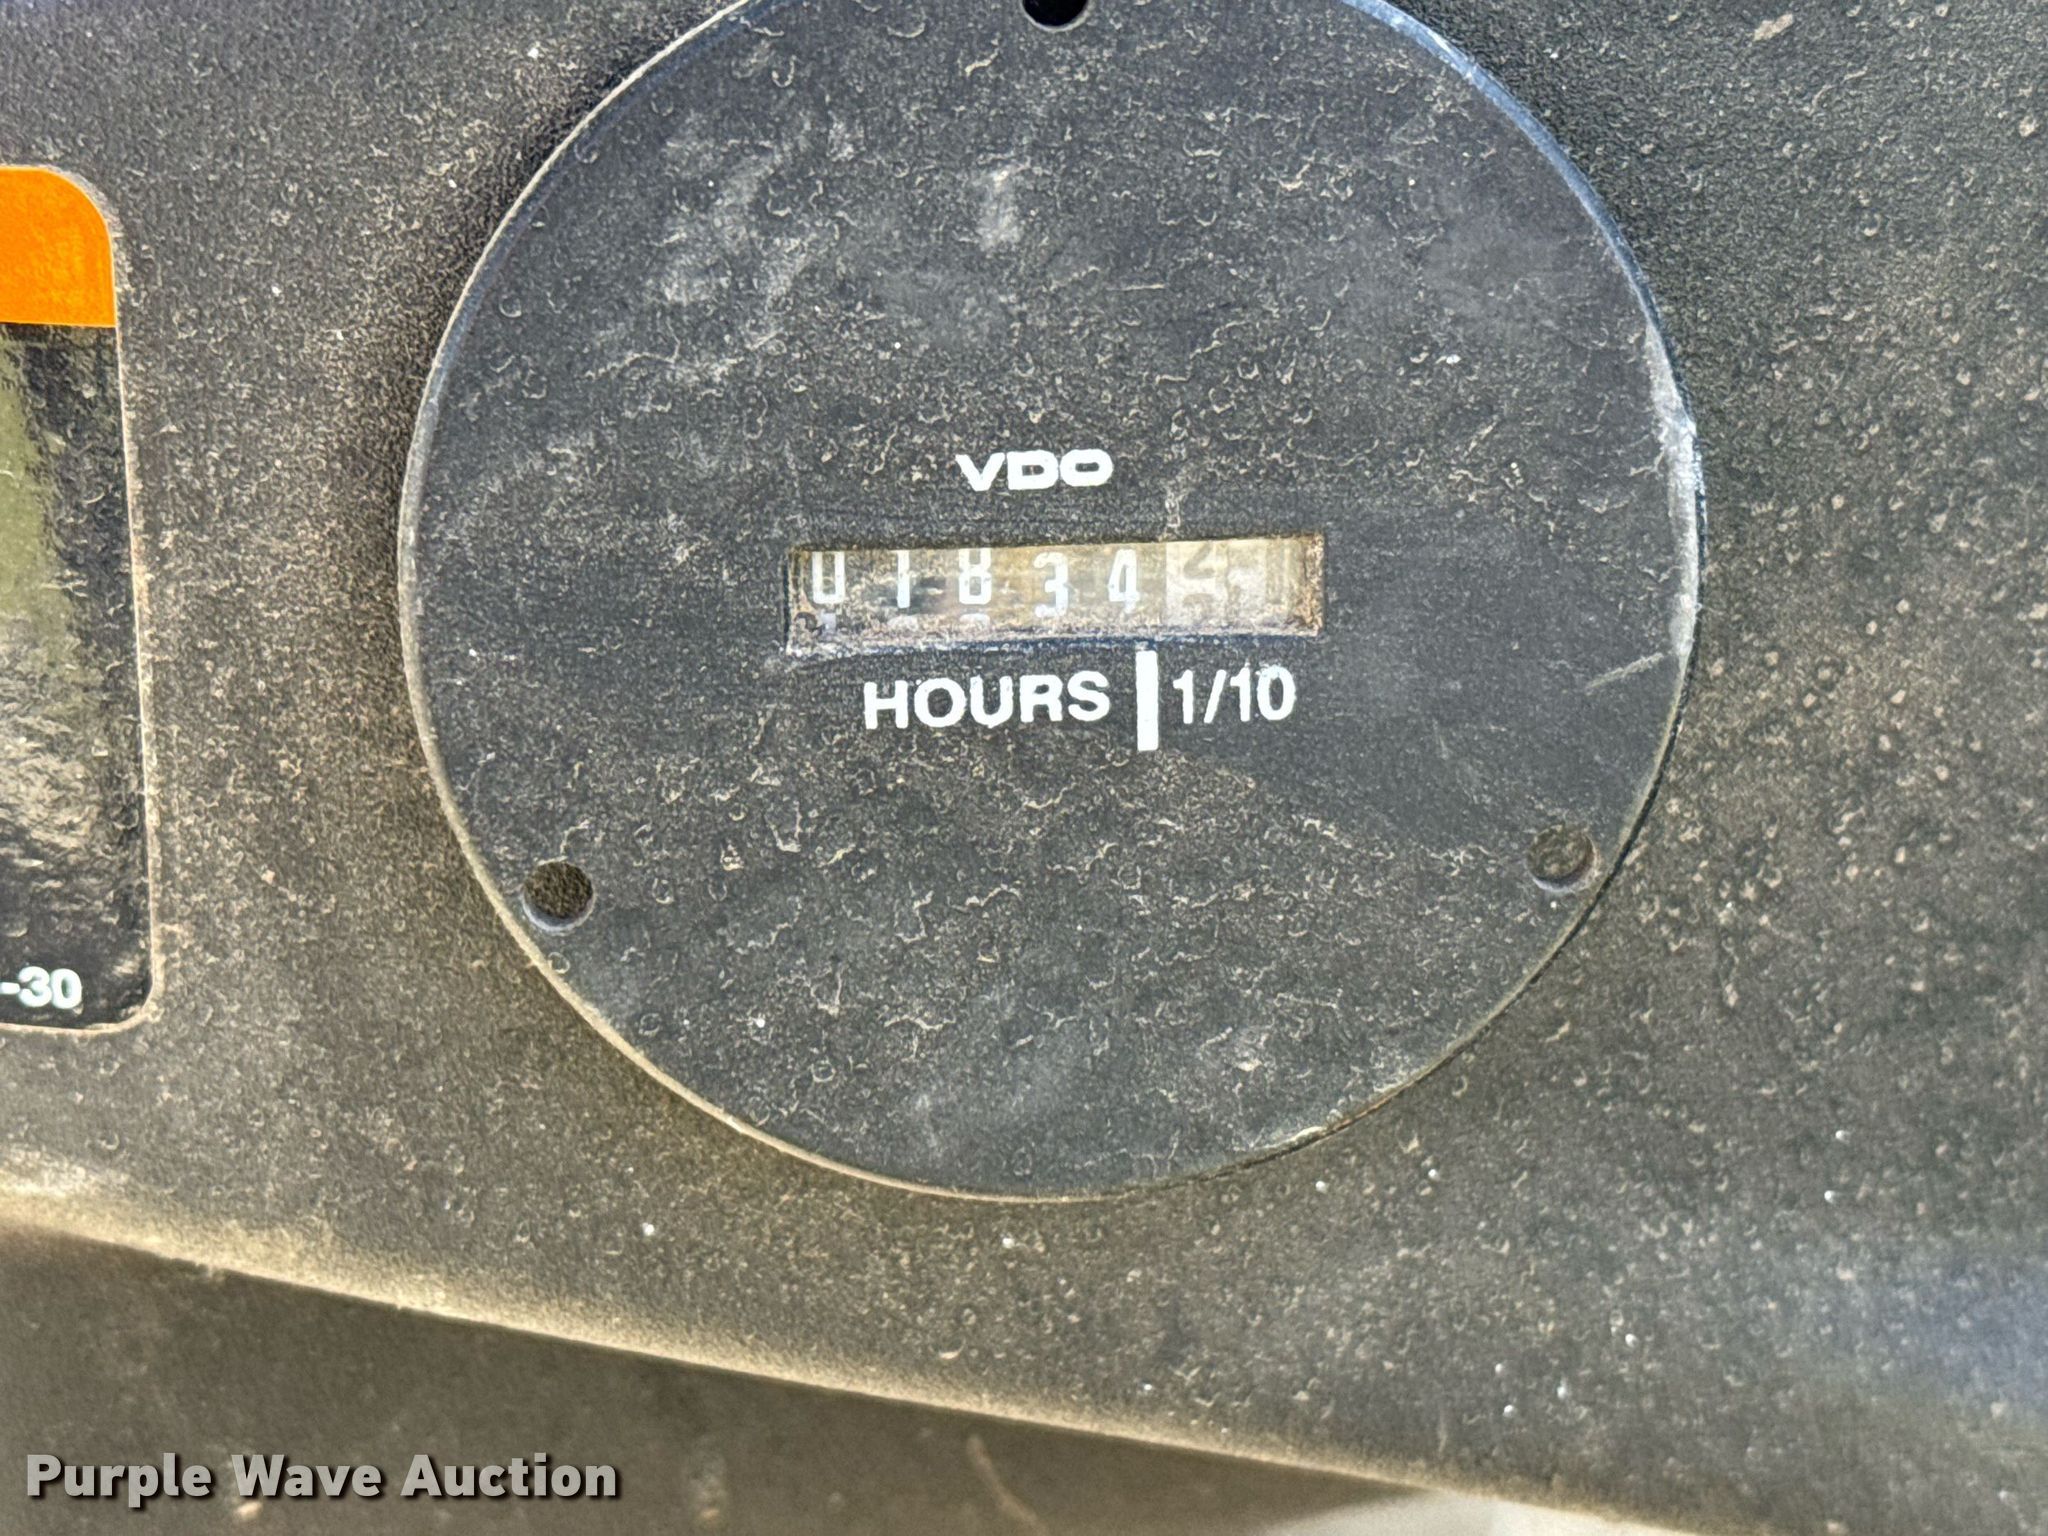 VDO
01834
HOURS 1/10
-30
Purple Wave Auction